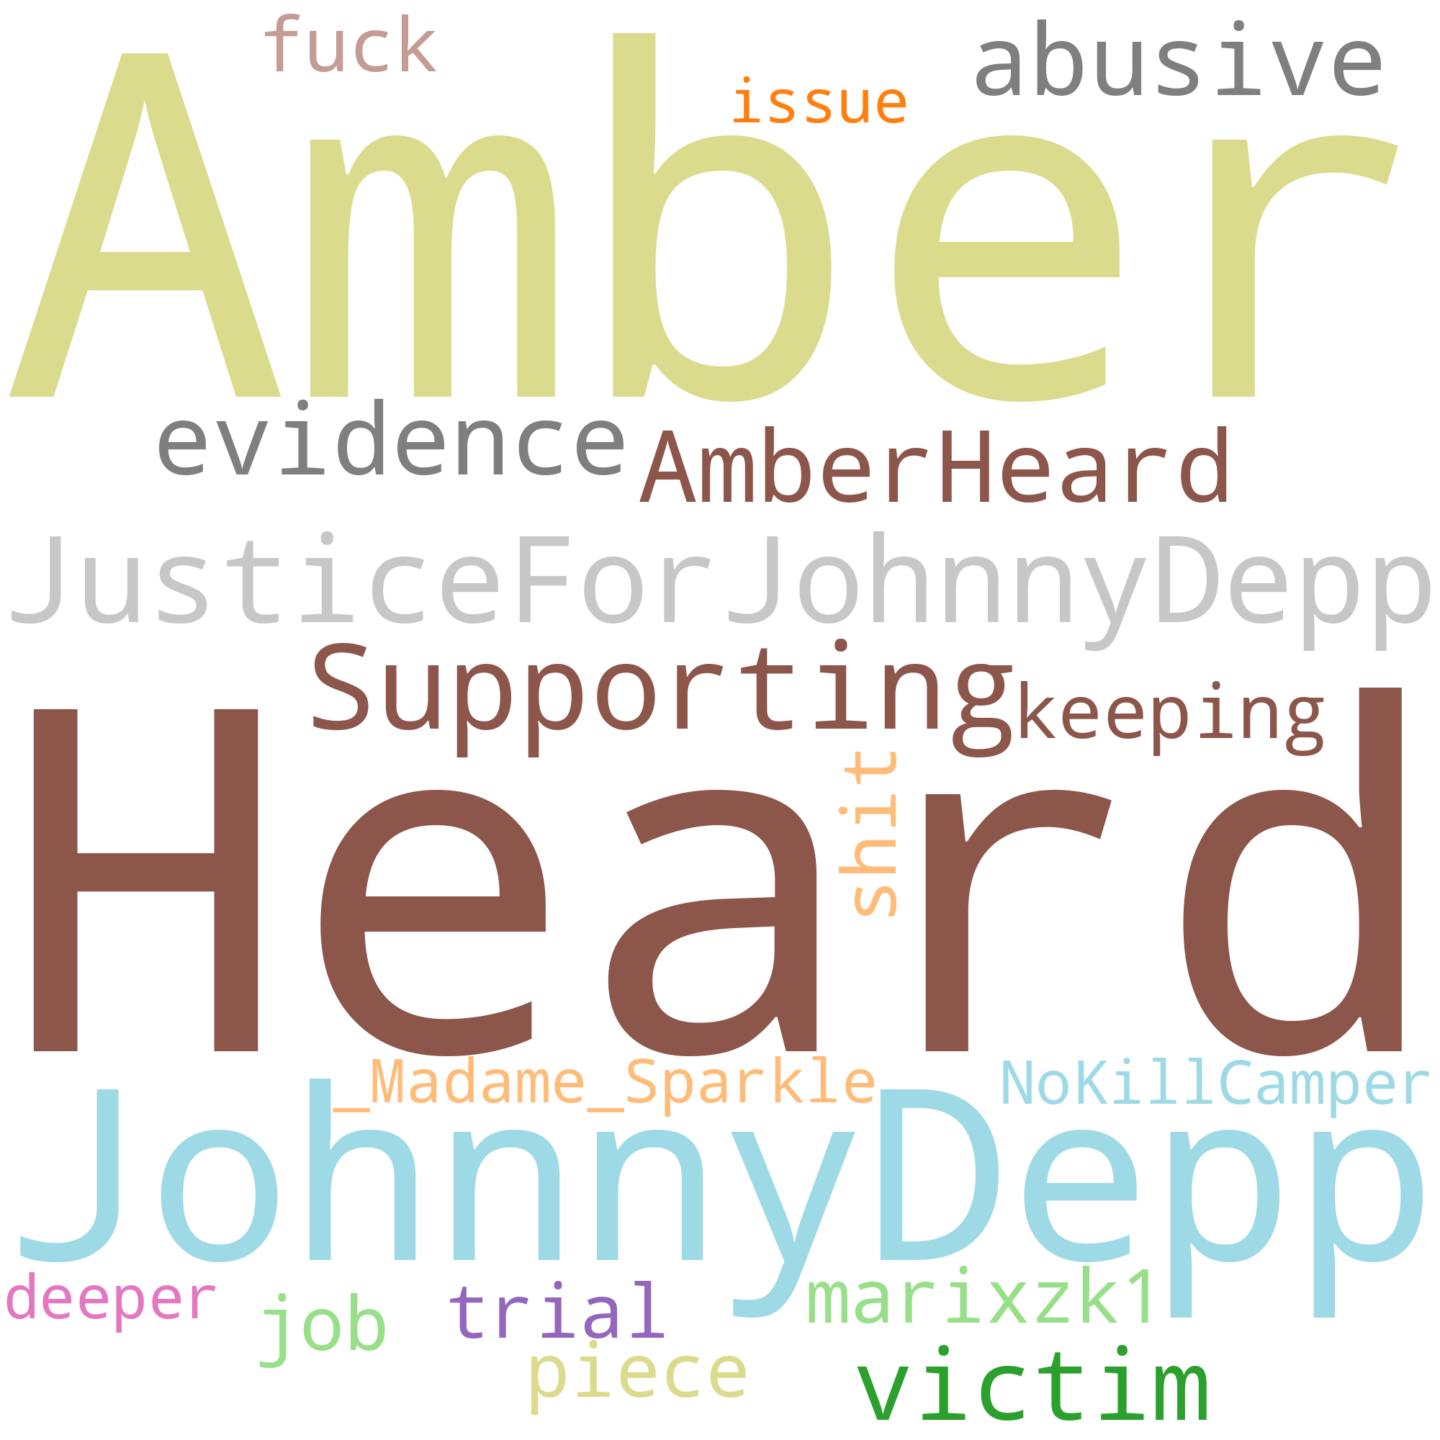 fuck
abusive
issue
Amber
evidence
AmberHeard
JusticeForJohnnyDepp
Supporting
keeping
Heard
shit
_Madame_Sparkle
NoKillCamper
JohnnyDepp
deeper
job
trial
marixzk1
piece
victim